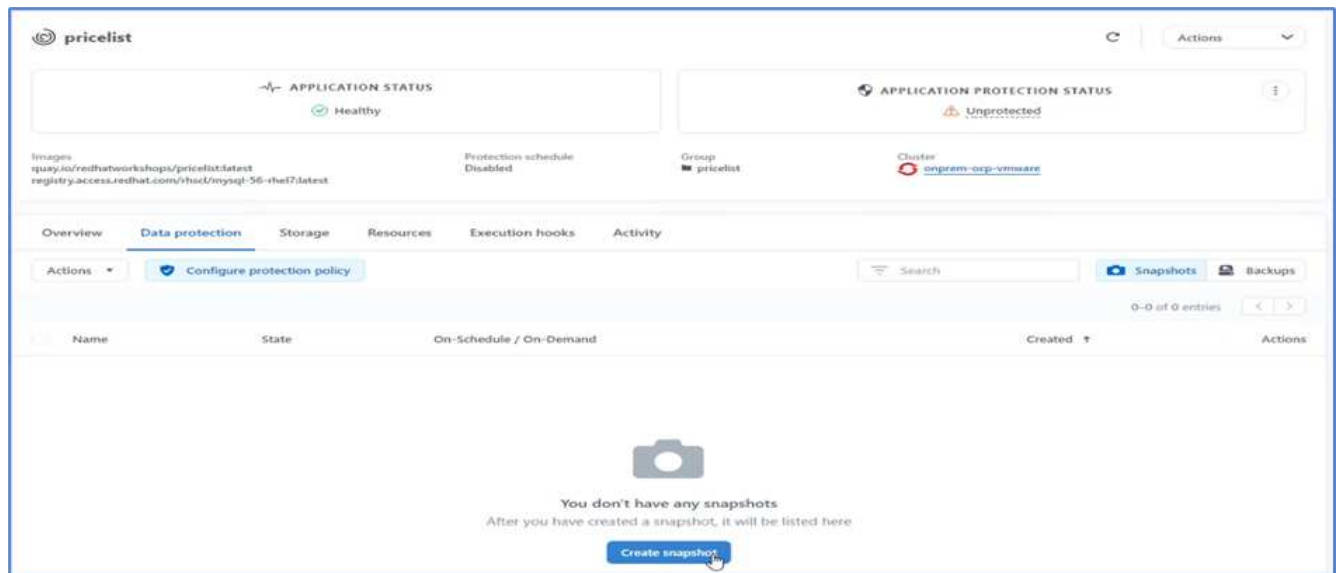 pricelist
Actions
APPLICATION STATUS
Healthy
APPLICATION PROTECTION STATUS
Unprotected
Images
quay.io/redhatworkshops/pricelist:latest
registry.access.redhat.com/rhscl/mysql-56-rhel7:latest
Protection schedule
Disabled
Group
pricelist
Cluster
onprem-ocp-vmware
Overview Data protection Storage Resources Execution hooks Activity
Actions Configure protection policy Search Snapshots Backups
0-0 of 0 entries
Name State On-Schedule / On-Demand Created Actions
You don't have any snapshots
After you have created a snapshot, it will be listed here
Create snapshot